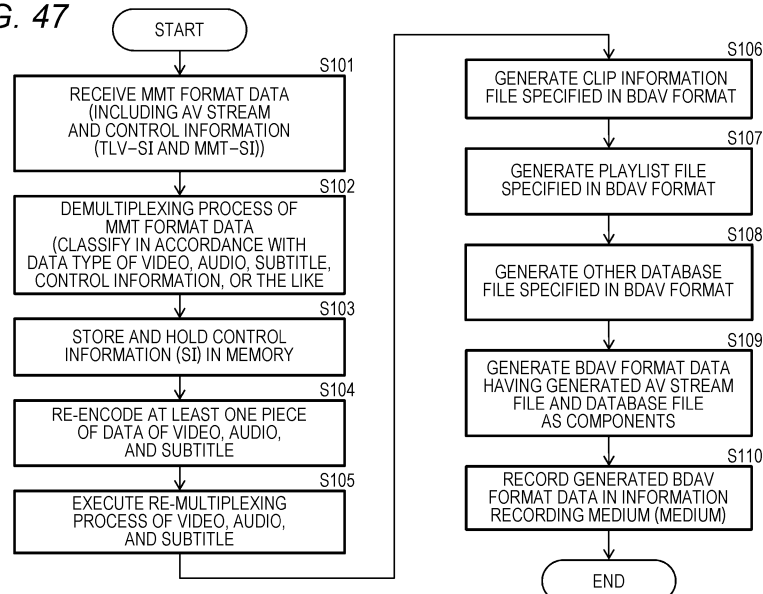 G. 47
START
S101
RECEIVE MMT FORMAT DATA
(INCLUDING AV STREAM
AND CONTROL INFORMATION
(TLV-SI AND MMT-SI))
S102
DEMULTIPLEXING PROCESS OF
MMT FORMAT DATA
(CLASSIFY IN ACCORDANCE WITH
DATA TYPE OF VIDEO, AUDIO, SUBTITLE,
CONTROL INFORMATION, OR THE LIKE
S103
STORE AND HOLD CONTROL
INFORMATION (SI) IN MEMORY
S104
RE-ENCODE AT LEAST ONE PIECE
OF DATA OF VIDEO, AUDIO,
AND SUBTITLE
S105
EXECUTE RE-MULTIPLEXING
PROCESS OF VIDEO, AUDIO,
AND SUBTITLE
S106
GENERATE CLIP INFORMATION
FILE SPECIFIED IN BDAV FORMAT
S107
GENERATE PLAYLIST FILE
SPECIFIED IN BDAV FORMAT
S108
GENERATE OTHER DATABASE
FILE SPECIFIED IN BDAV FORMAT
S109
GENERATE BDAV FORMAT DATA
HAVING GENERATED AV STREAM
FILE AND DATABASE FILE
AS COMPONENTS
S110
RECORD GENERATED BDAV
FORMAT DATA IN INFORMATION
RECORDING MEDIUM (MEDIUM)
END